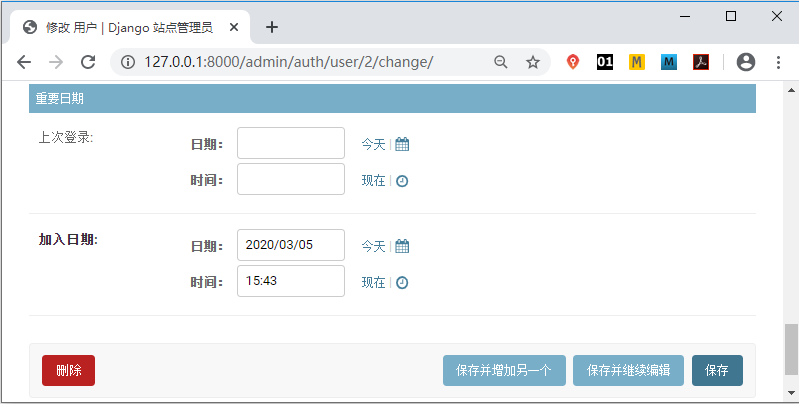 修改 用户 | Django 站点管理员
127.0.0.1:8000/admin/auth/user/2/change/
01 M M
重要日期
上次登录:
日期： 今天 |
时间： 现在 |
加入日期:
日期： 2020/03/05 今天 |
时间： 15:43 现在 |
删除 保存并增加另一个 保存并继续编辑 保存